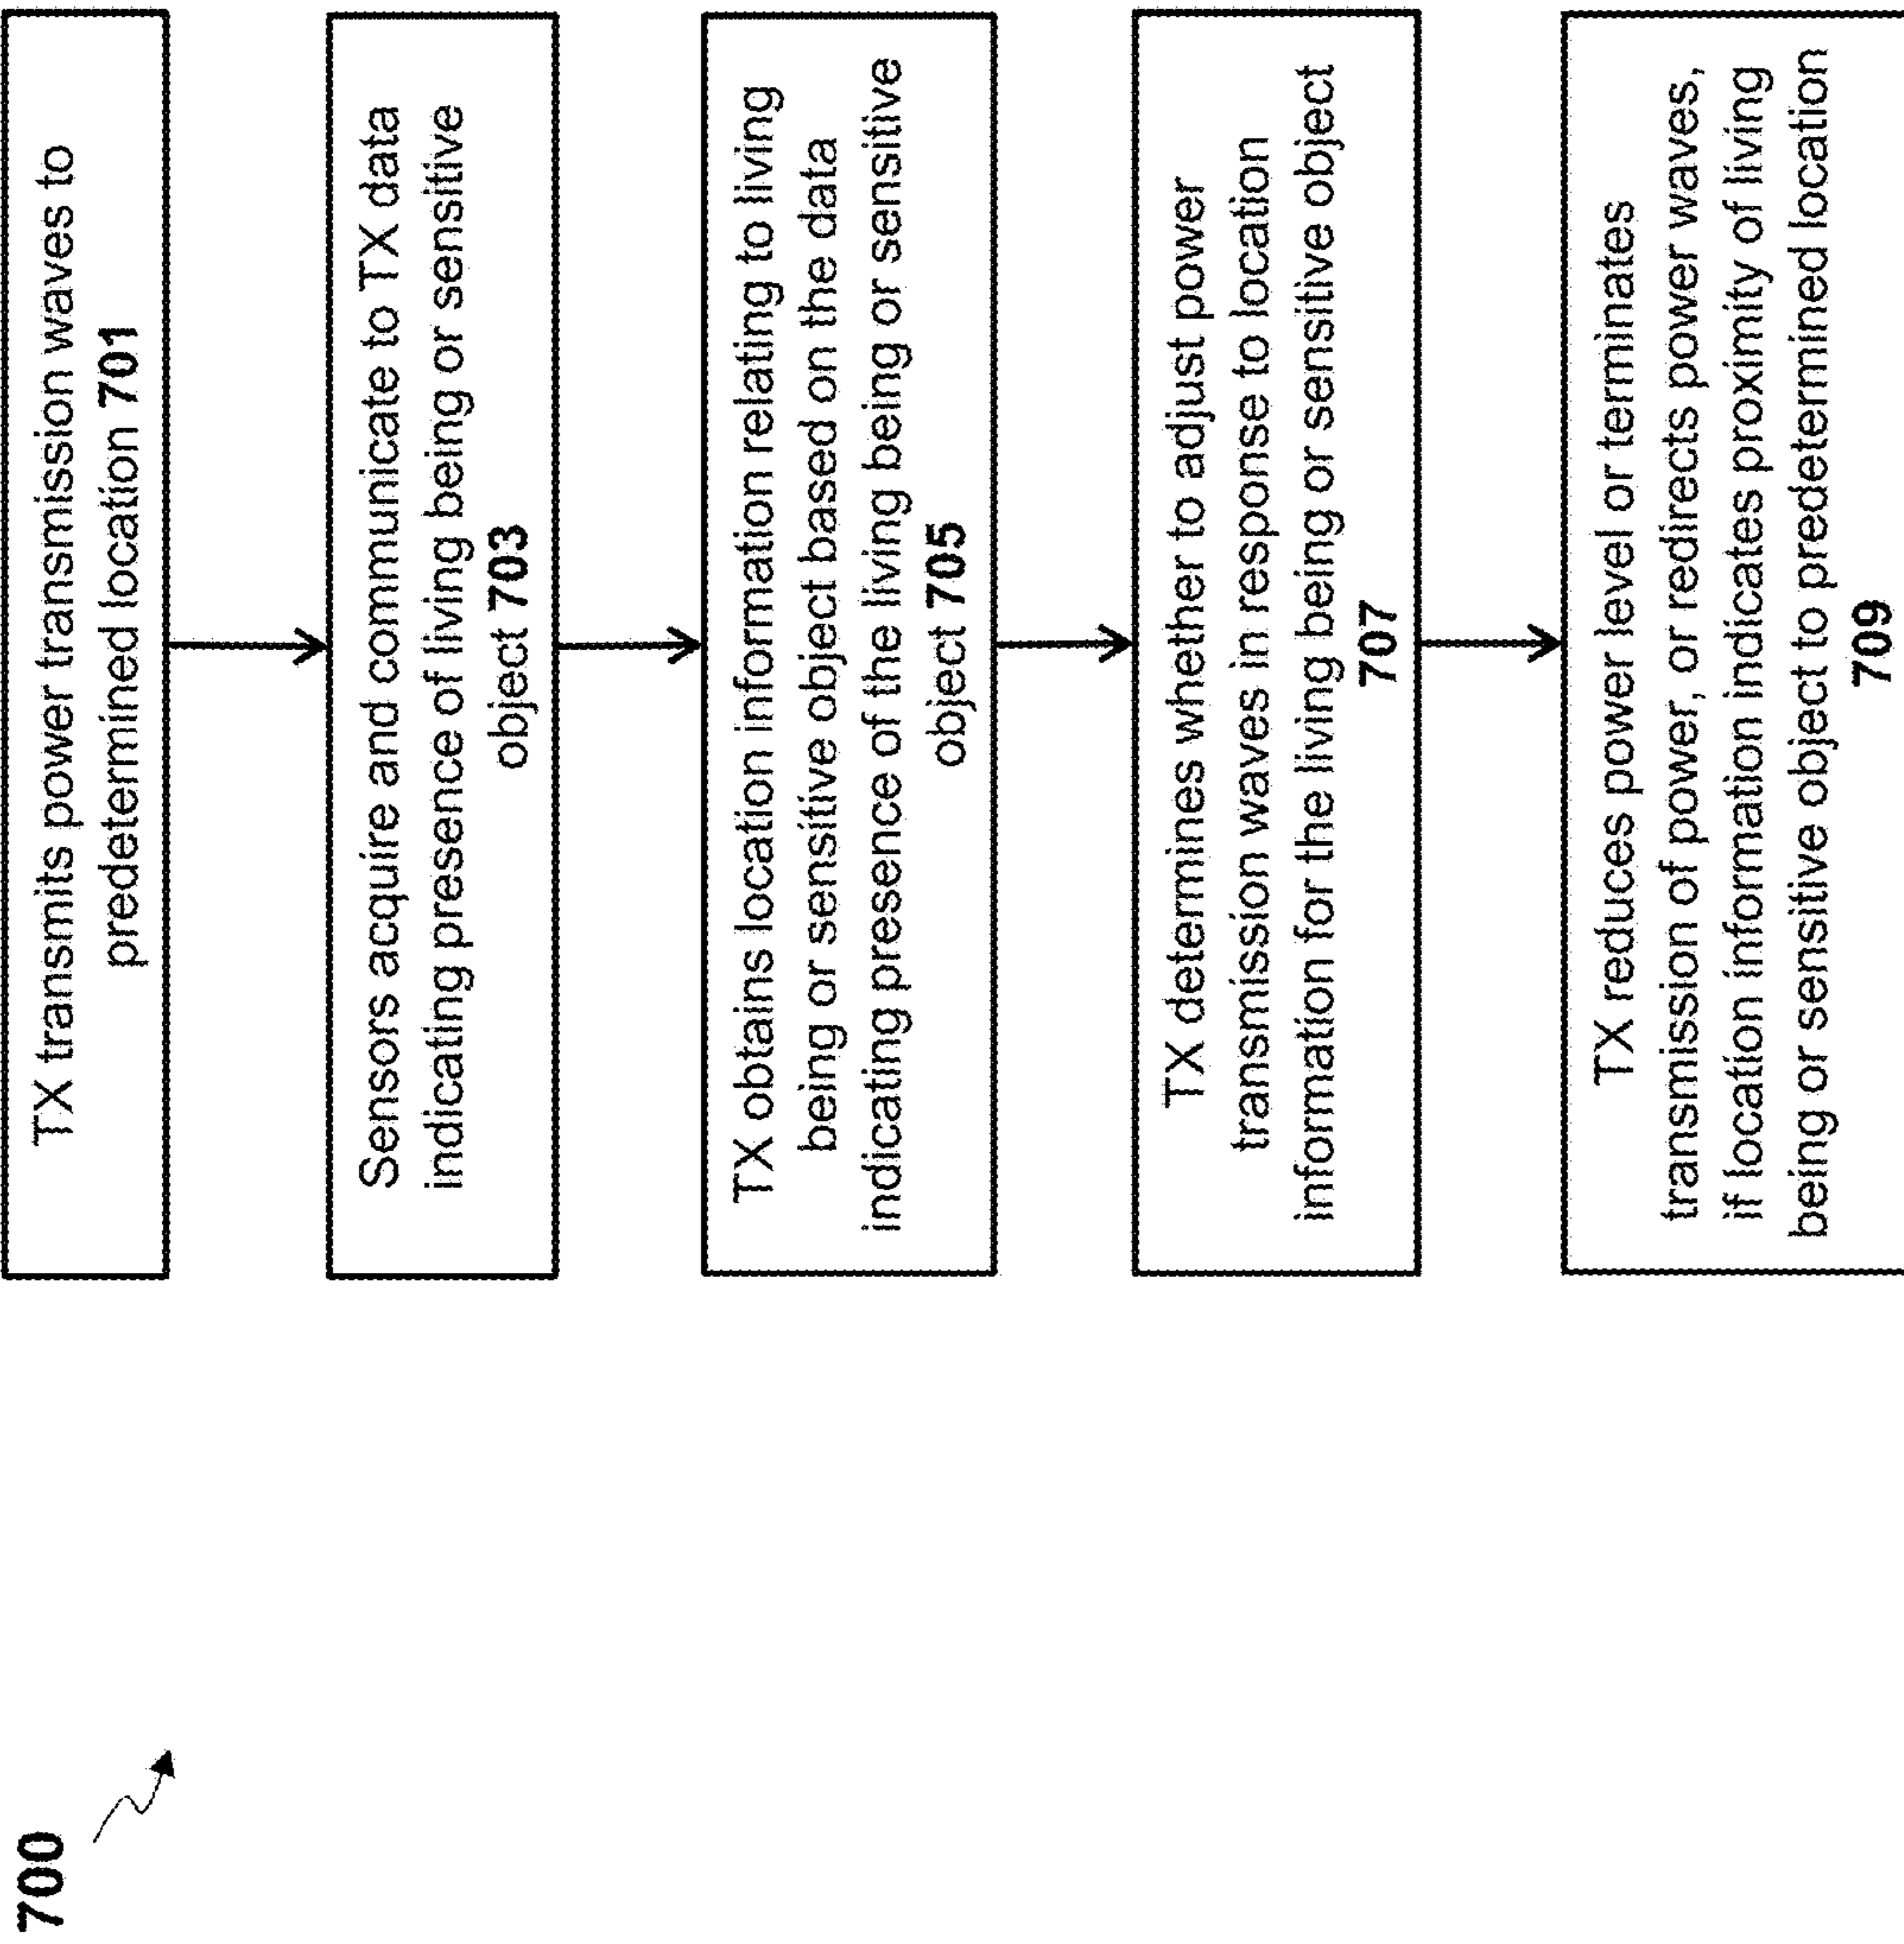 700
TX transmits power transmission waves to
predetermined location 701
Sensors acquire and communicate to TX data
indicating presence of living being or sensitive
object 703
TX obtains location information relating to living
being or sensitive object based on the data
indicating presence of the living being or sensitive
object 705
TX determines whether to adjust power
transmission waves in response to location
information for the living being or sensitive object
707
TX reduces power level or terminates
transmission of power, or redirects power waves,
if location information indicates proximity of living
being or sensitive object to predetermined location
709